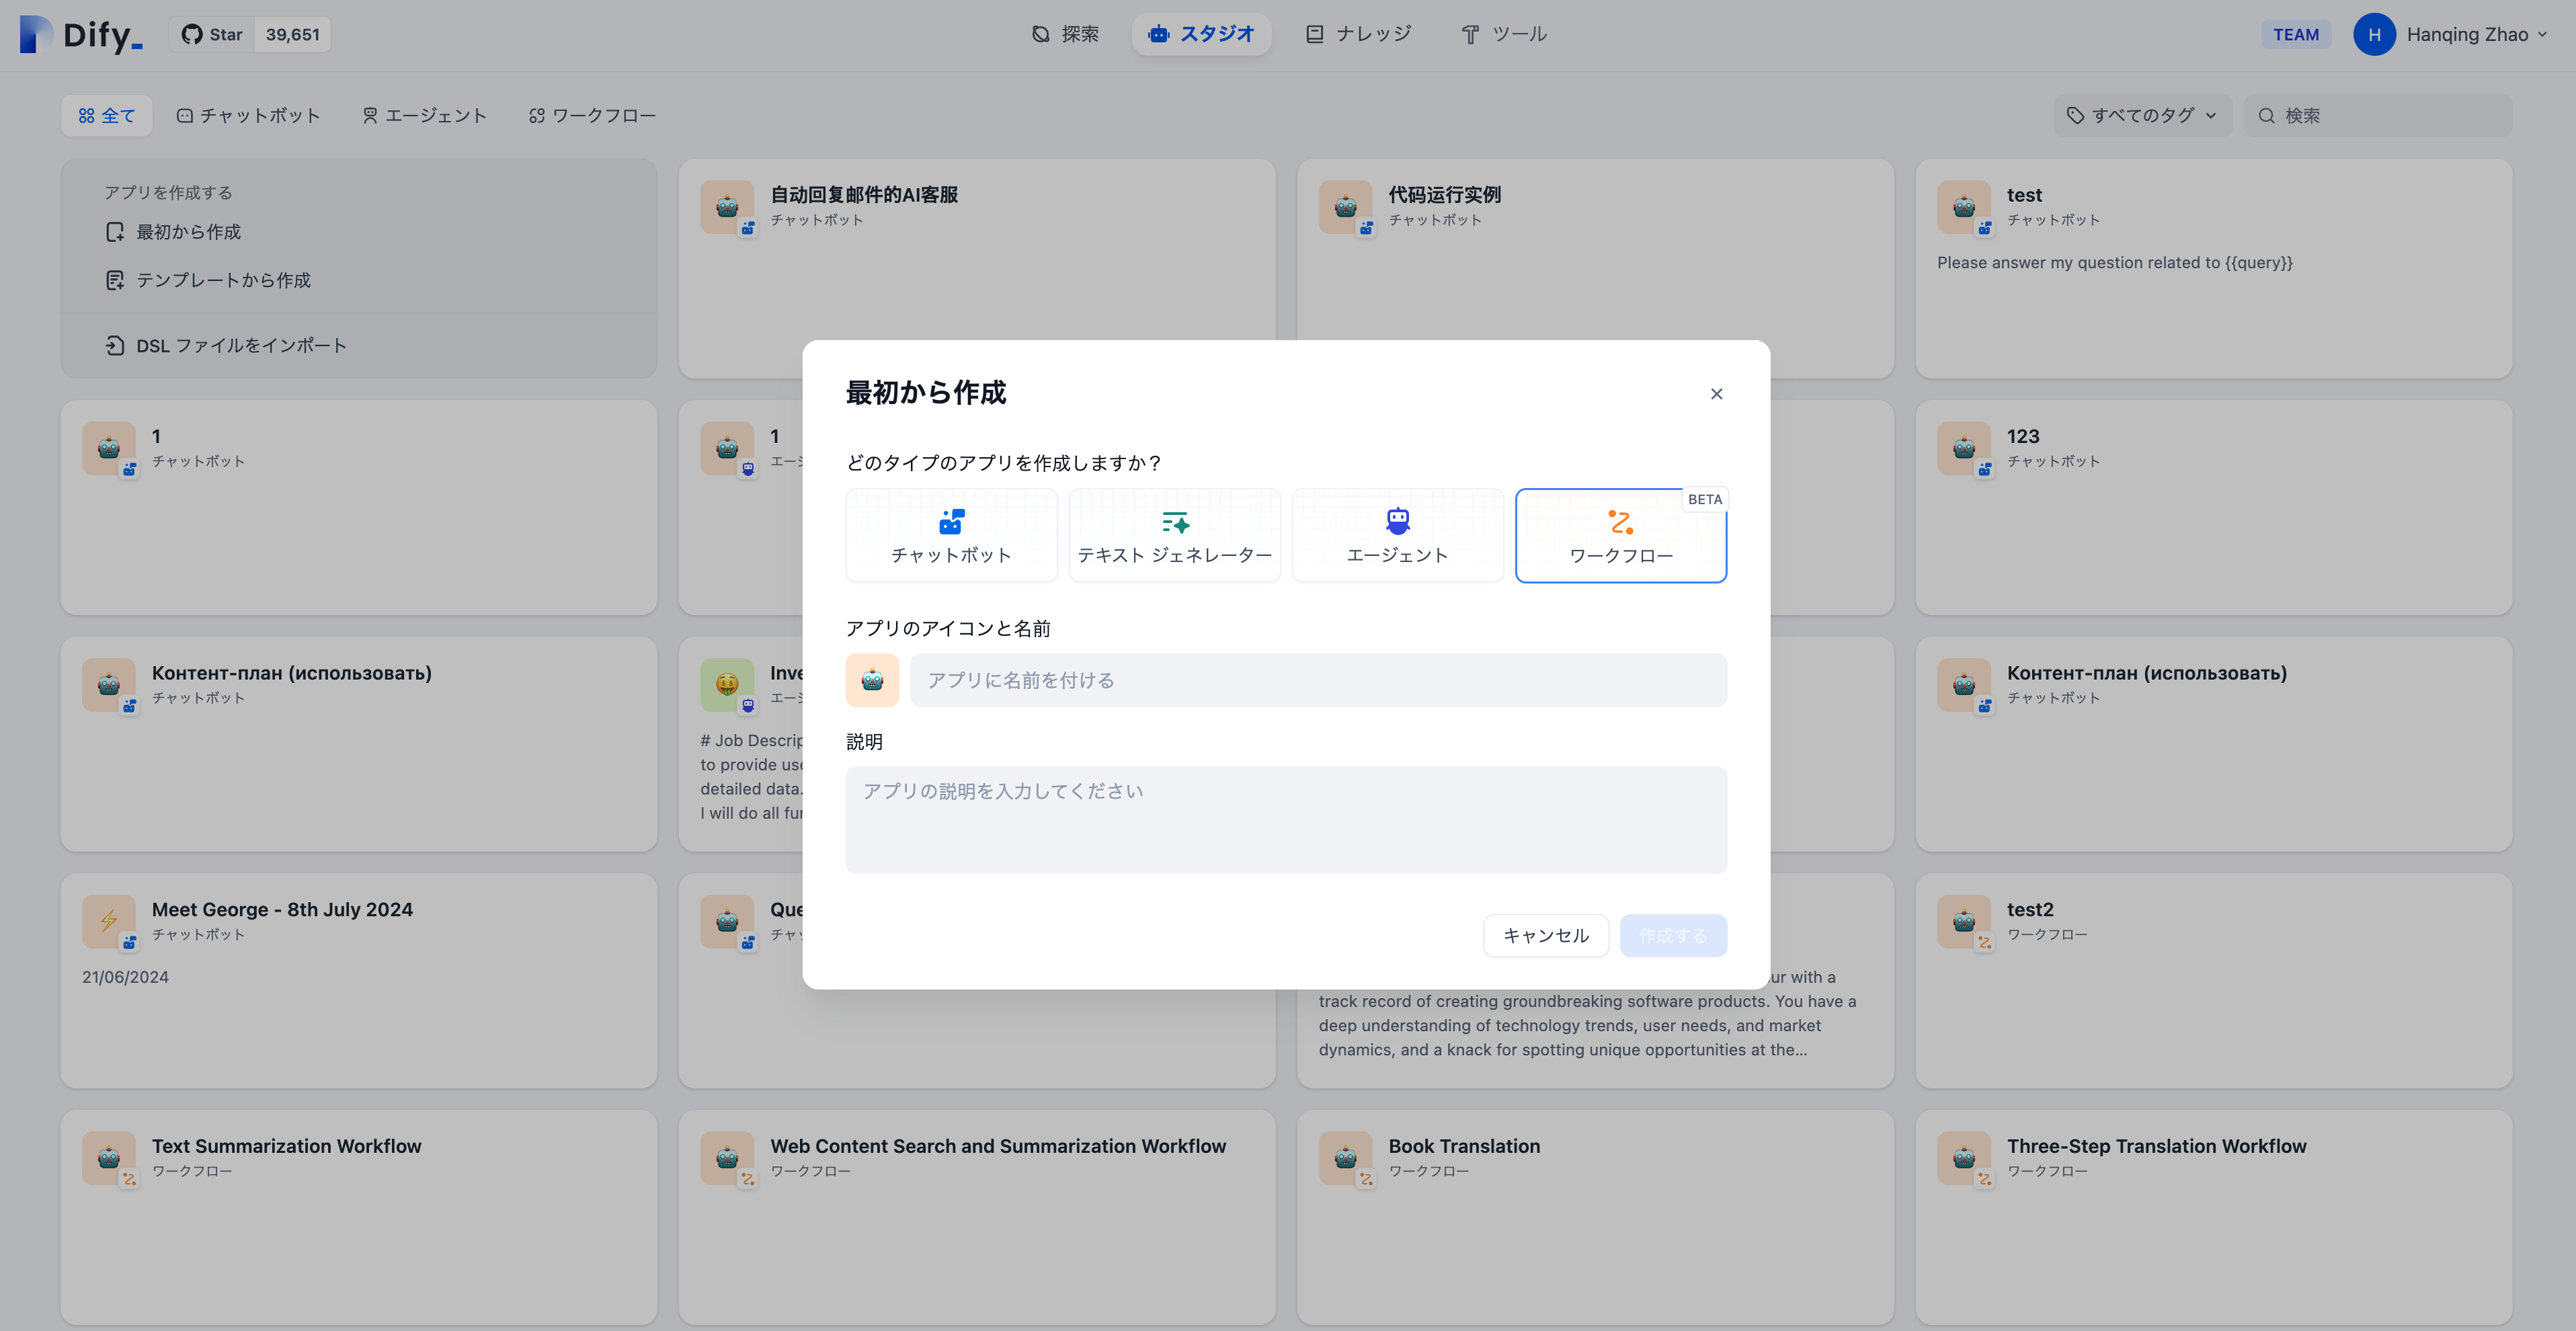 Dify_
Star 39,651
探索
スタジオ
ナレッジ
ツール
TEAM
H
Hanqing Zhao
全て
チャットボット
エージェント
ワークフロー
すべてのタグ
検索
アプリを作成する
最初から作成
テンプレートから作成
DSL ファイルをインポート
自动回复邮件的AI客服
チャットボット
代码运行实例
チャットボット
test
チャットボット
Please answer my question related to {{query}}
1
チャットボット
1
エージ
123
チャットボット
最初から作成
どのタイプのアプリを作成しますか？
チャットボット
テキスト ジェネレーター
エージェント
BETA
ワークフロー
アプリのアイコンと名前
アプリに名前を付ける
説明
アプリの説明を入力してください
キャンセル
作成する
Контент-план (использовать)
チャットボット
Inve
エージ
# Job Descrip
to provide use
detailed data.
I will do all fur
Контент-план (использовать)
チャットボット
Meet George - 8th July 2024
チャットボット
21/06/2024
Que
チャッ
ur with a
track record of creating groundbreaking software products. You have a
deep understanding of technology trends, user needs, and market
dynamics, and a knack for spotting unique opportunities at the...
test2
ワークフロー
Text Summarization Workflow
ワークフロー
Web Content Search and Summarization Workflow
ワークフロー
Book Translation
ワークフロー
Three-Step Translation Workflow
ワークフロー